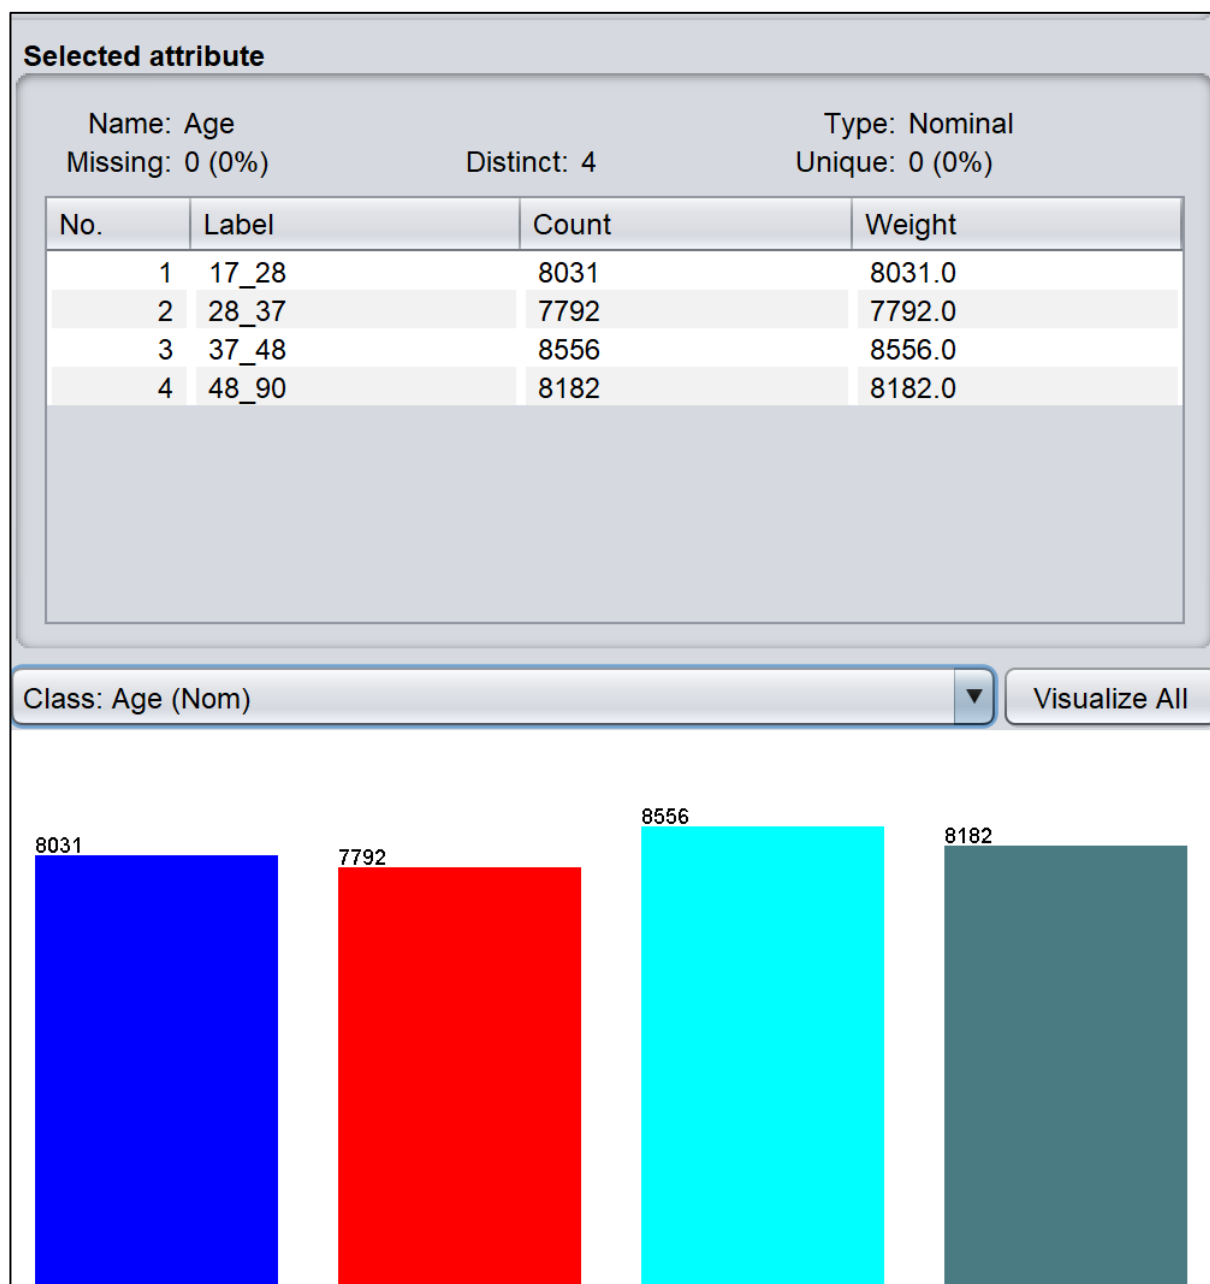 Selected attribute
Name: Age Type: Nominal
Missing: 0 (0%) Distinct: 4 Unique: 0 (0%)
No. Label Count Weight
1 17_28 8031 8031.0
2 28_37 7792 7792.0
3 37_48 8556 8556.0
4 48_90 8182 8182.0
Class: Age (Nom) Visualize All
8031 7792 8556 8182